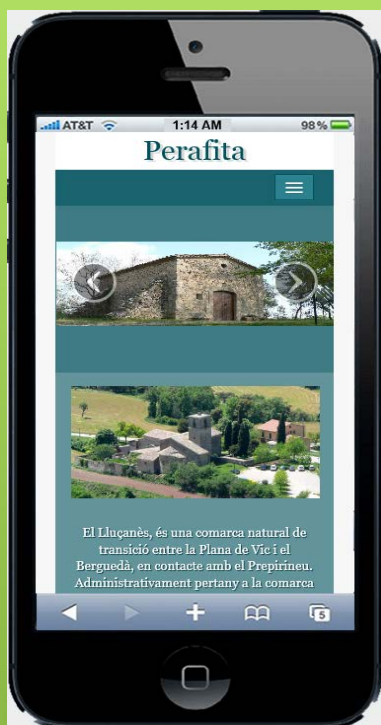 AT&T 1:14 AM 98%
Perafita
El Lluçanès, és una comarca natural de
transició entre la Plana de Vic i el
Berguedà, en contacte amb el Prepirineu.
Administrativament pertany a la comarca
5